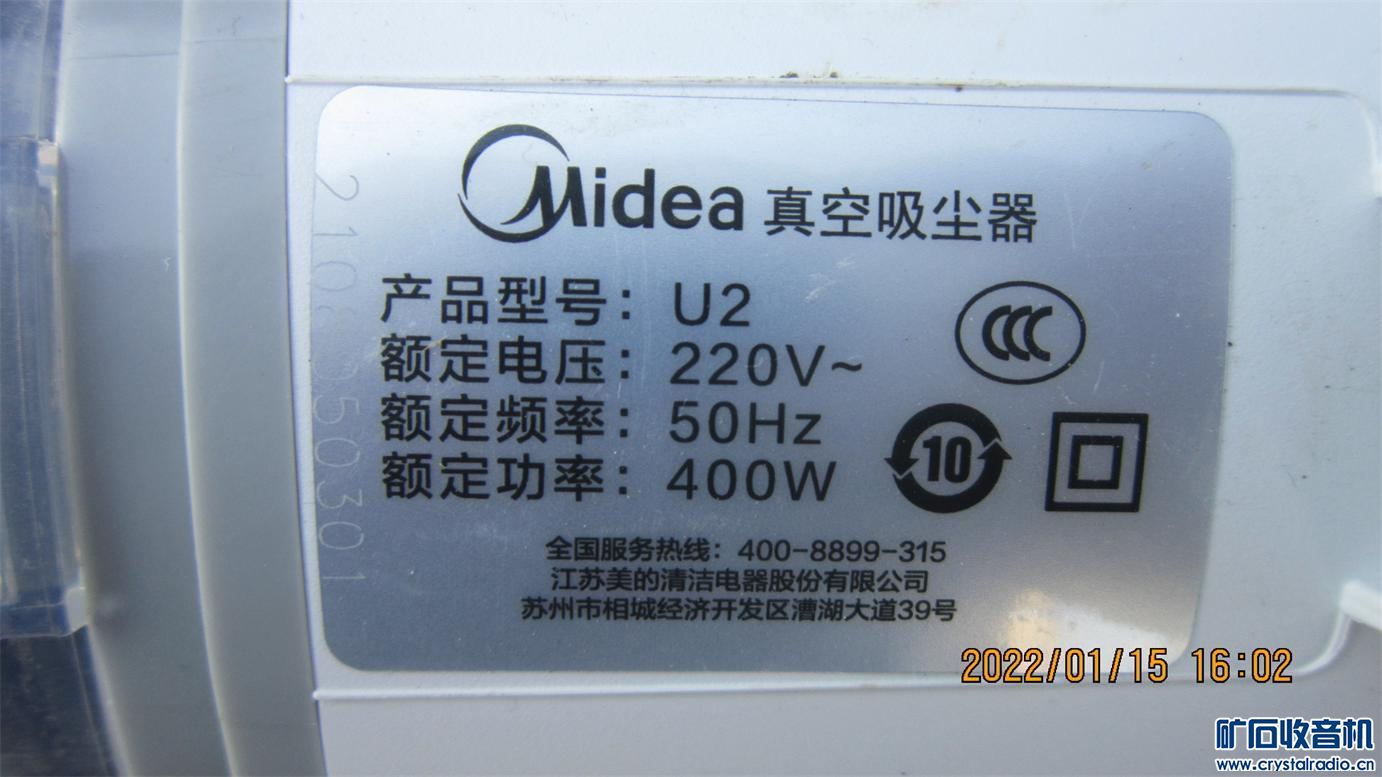 Midea 真空吸尘器
产品型号：U2
额定电压：220V~
额定频率：50Hz
额定功率：400W
CCC
10
全国服务热线：400-8899-315
江苏美的清洁电器股份有限公司
苏州市相城经济开发区漕湖大道39号
2022/01/15 16:02
矿石收音机
www.crystalradio.cn